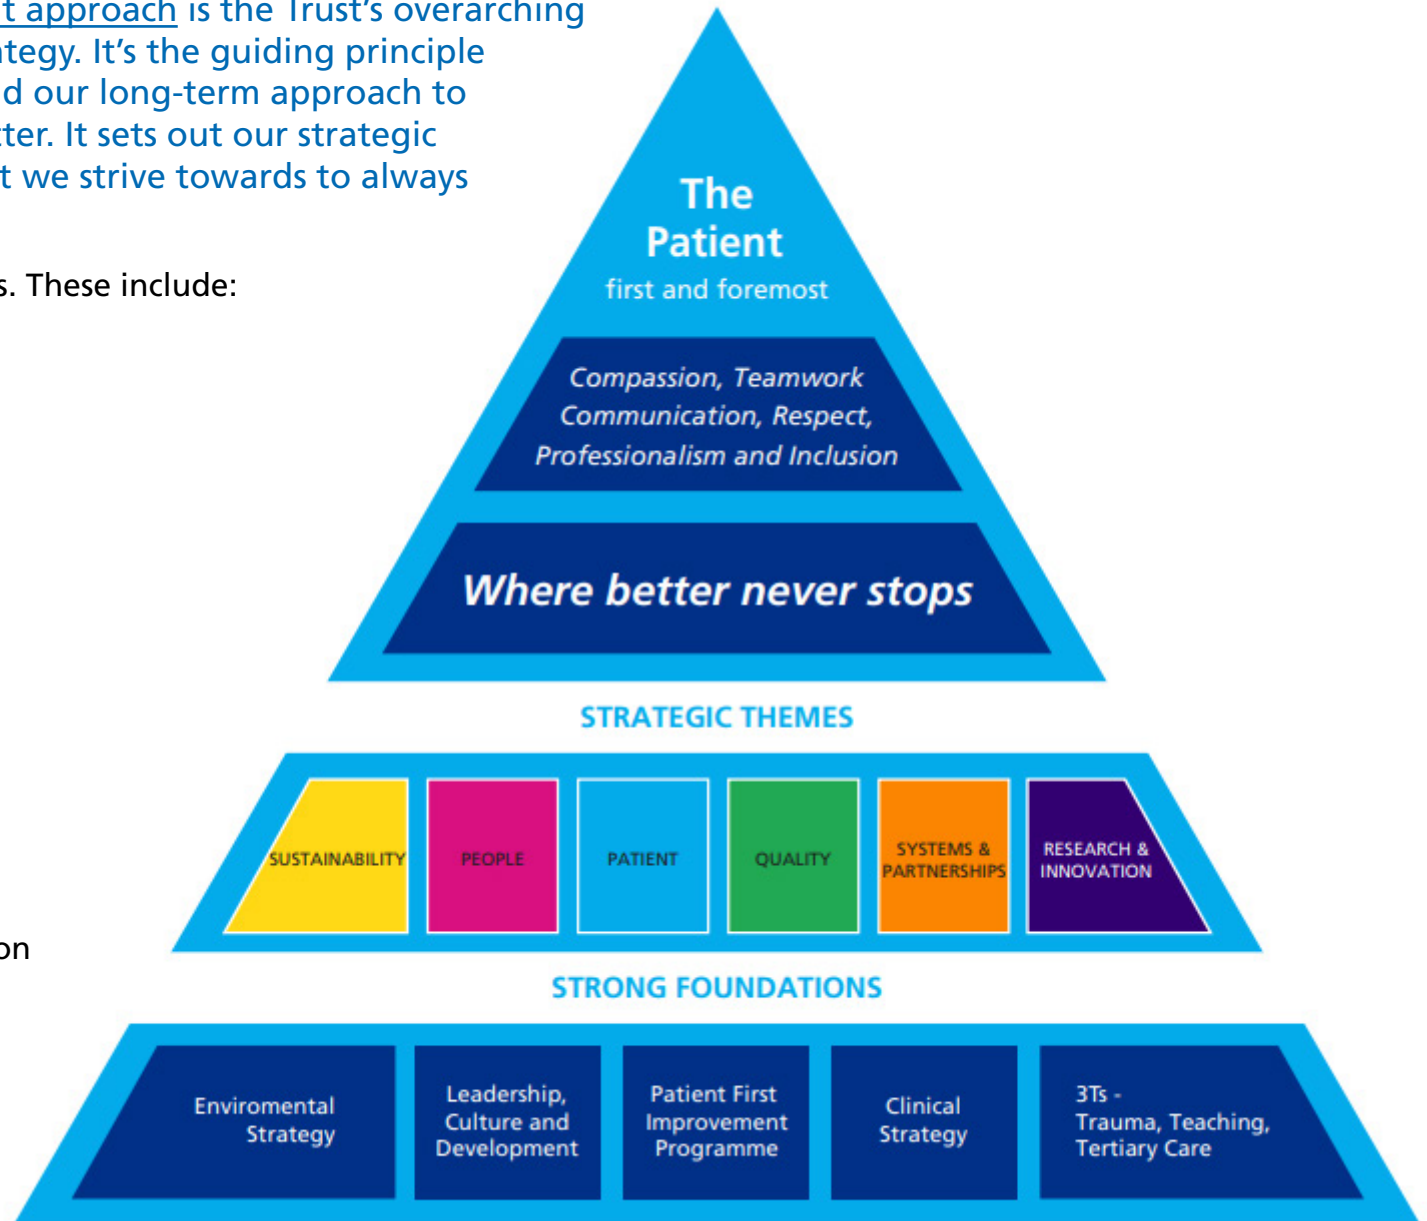 t approach is the Trust’s overarching
tegy. It’s the guiding principle
d our long-term approach to
tter. It sets out our strategic
t we strive towards to always
s. These include:
on
The
Patient
first and foremost
Compassion, Teamwork
Communication, Respect,
Professionalism and Inclusion
Where better never stops
STRATEGIC THEMES
SUSTAINABILITY
PEOPLE
PATIENT
QUALITY
SYSTEMS &
PARTNERSHIPS
RESEARCH &
INNOVATION
STRONG FOUNDATIONS
Enviromental
Strategy
Leadership,
Culture and
Development
Patient First
Improvement
Programme
Clinical
Strategy
3Ts -
Trauma, Teaching,
Tertiary Care